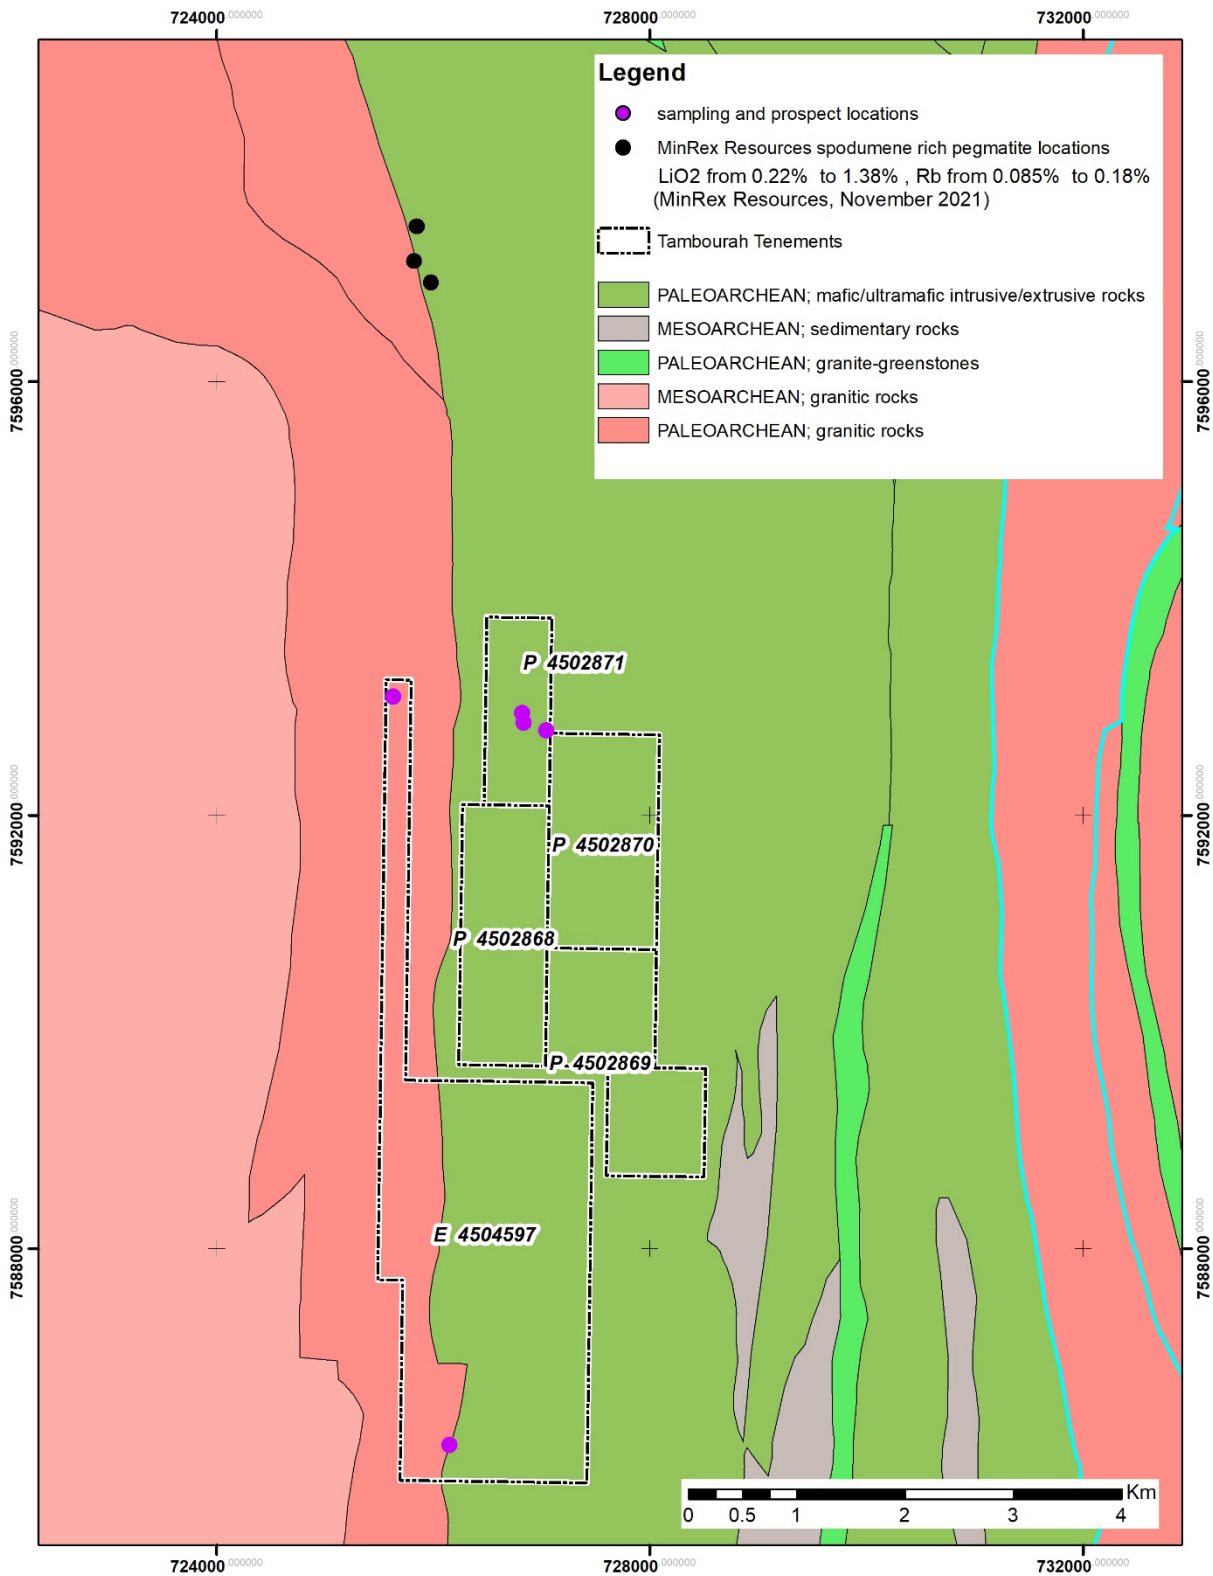 724000.000000 728000.000000 732000.000000
Legend
sampling and prospect locations
MinRex Resources spodumene rich pegmatite locations
LiO2 from 0.22% to 1.38% , Rb from 0.085% to 0.18%
(MinRex Resources, November 2021)
Tambourah Tenements
PALEOARCHEAN; mafic/ultramafic intrusive/extrusive rocks
MESOARCHEAN; sedimentary rocks
PALEOARCHEAN; granite-greenstones
MESOARCHEAN; granitic rocks
PALEOARCHEAN; granitic rocks
7596000.000000 7596000.000000
P 4502871
7592000.000000 7592000.000000
P 4502870
P 4502868
P 4502869
E 4504597
7588000.000000 7588000.000000
Km
0 0.5 1 2 3 4
724000.000000 728000.000000 732000.000000